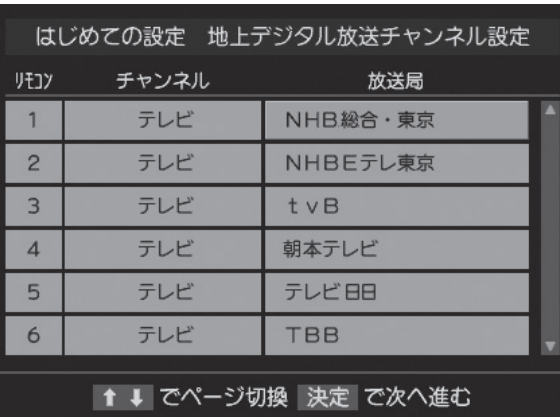 はじめての設定 地上デジタル放送チャンネル設定
リモコン チャンネル 放送局
1 テレビ NHB総合・東京
2 テレビ NHBEテレ東京
3 テレビ tvB
4 テレビ 朝本テレビ
5 テレビ テレビ日日
6 テレビ TBB
⬆⬇ でページ切換 決定 で次へ進む